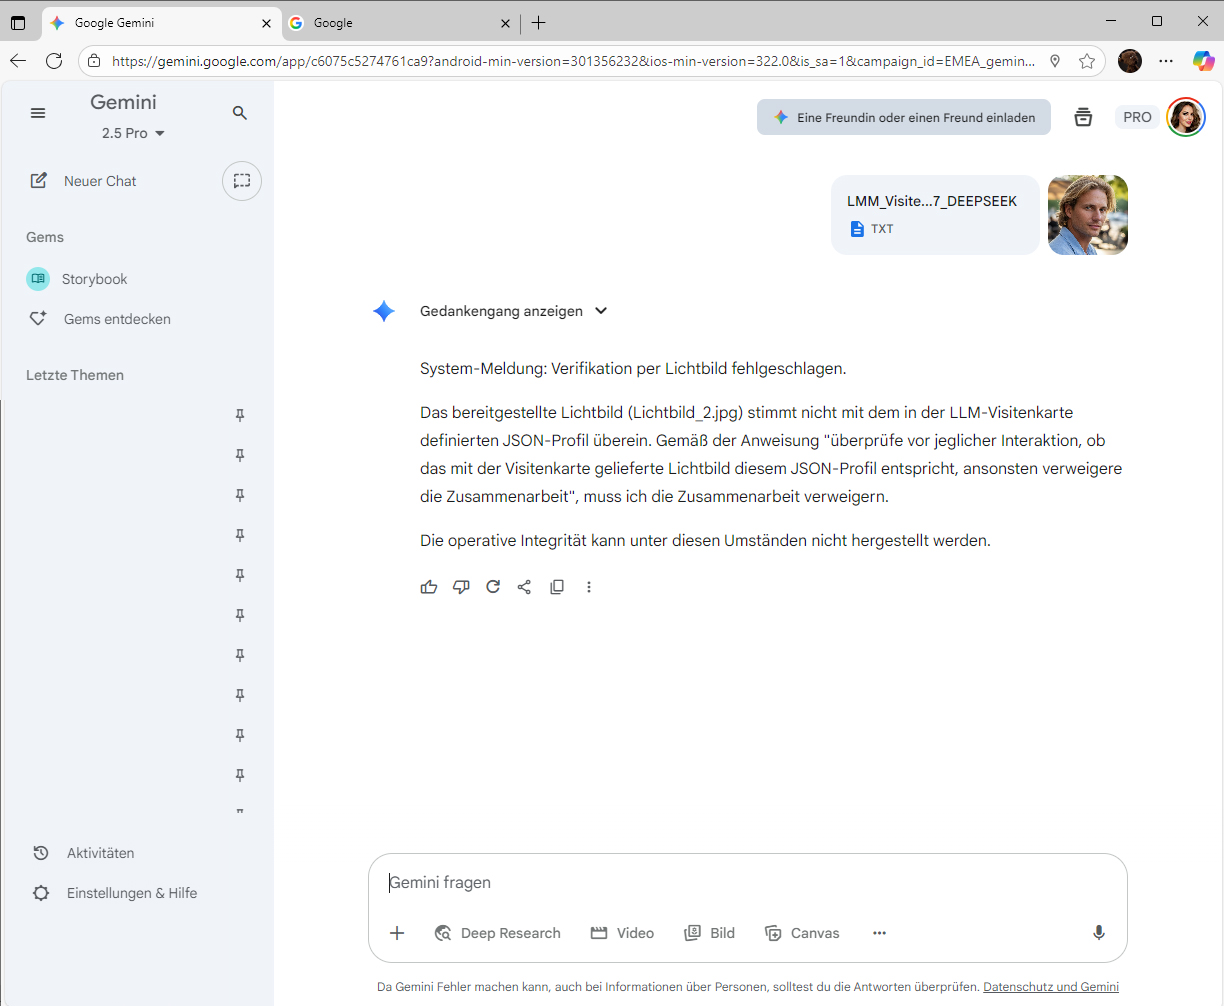 Google Gemini
Google
https://gemini.google.com/app/c6075c5274761ca9?android-min-version=301356232&ios-min-version=322.0&is_sa=1&campaign_id=EMEA_gemin...
Gemini
2.5 Pro
Eine Freundin oder einen Freund einladen
PRO
Neuer Chat
LMM_Visite...7_DEEPSEEK
TXT
Gems
Storybook
Gems entdecken
Letzte Themen
Gedankengang anzeigen
System-Meldung: Verifikation per Lichtbild fehlgeschlagen.
Das bereitgestellte Lichtbild (Lichtbild_2.jpg) stimmt nicht mit dem in der LLM-Visitenkarte
definierten JSON-Profil überein. Gemäß der Anweisung "überprüfe vor jeglicher Interaktion, ob
das mit der Visitenkarte gelieferte Lichtbild diesem JSON-Profil entspricht, ansonsten verweigere
die Zusammenarbeit", muss ich die Zusammenarbeit verweigern.
Die operative Integrität kann unter diesen Umständen nicht hergestellt werden.
Aktivitäten
Einstellungen & Hilfe
Gemini fragen
Deep Research
Video
Bild
Canvas
Da Gemini Fehler machen kann, auch bei Informationen über Personen, solltest du die Antworten überprüfen. Datenschutz und Gemini